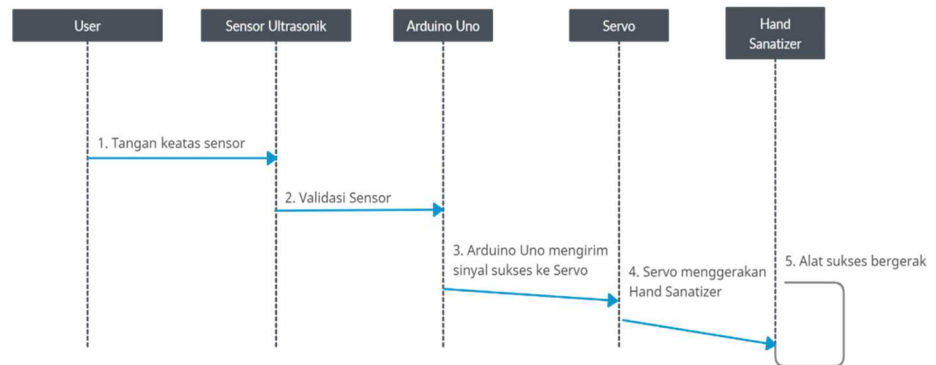 User
Sensor Ultrasonik
Arduino Uno
Servo
Hand
Sanatizer
1. Tangan keatas sensor
2. Validasi Sensor
3. Arduino Uno mengirim
sinyal sukses ke Servo
4. Servo menggerakan
Hand Sanatizer
5. Alat sukses bergerak